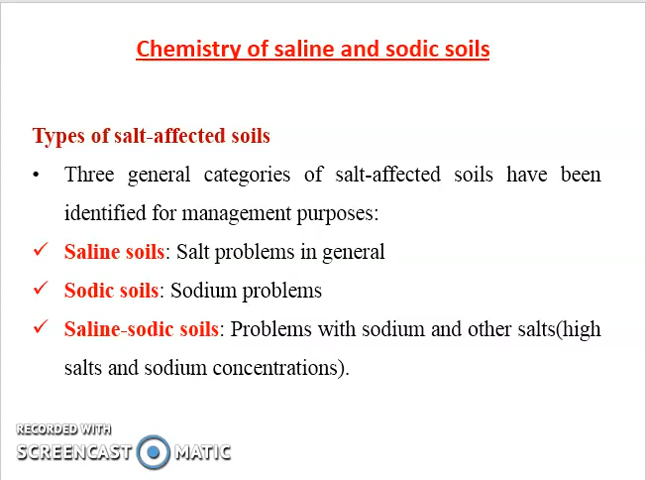 Chemistry of saline and sodic soils
Types of salt-affected soils
• Three general categories of salt-affected soils have been
identified for management purposes:
✓ Saline soils: Salt problems in general
✓ Sodic soils: Sodium problems
✓ Saline-sodic soils: Problems with sodium and other salts(high
salts and sodium concentrations).
RECORDED WITH
SCREENCAST MATIC